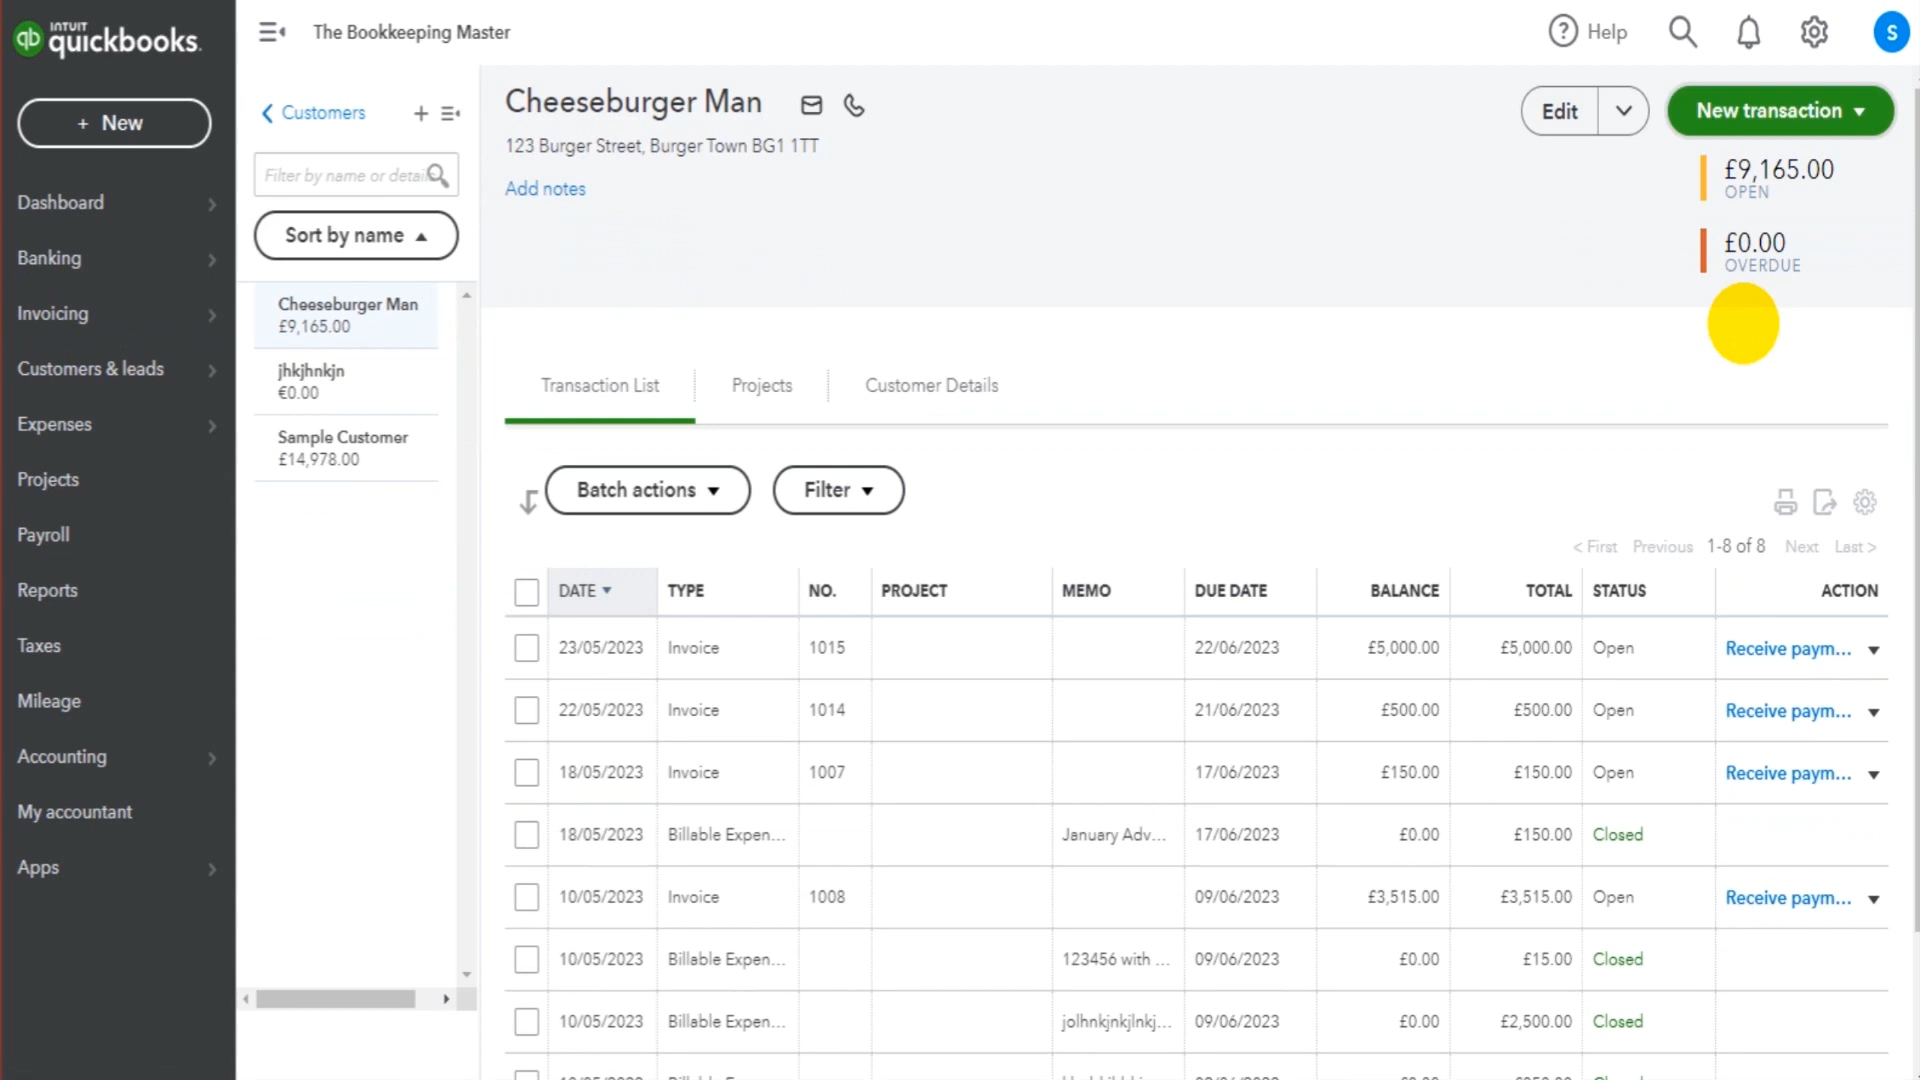 INTUIT
quickbooks.
The Bookkeeping Master
Help
S
+ New
Dashboard
Banking
Invoicing
Customers & leads
Expenses
Projects
Payroll
Reports
Taxes
Mileage
Accounting
My accountant
Apps
Customers
Filter by name or detail
Sort by name
Cheeseburger Man
£9,165.00
jhkjhnkjn
€0.00
Sample Customer
£14,978.00
Cheeseburger Man
123 Burger Street, Burger Town BG1 1TT
Add notes
Edit
New transaction
£9,165.00
OPEN
£0.00
OVERDUE
Transaction List Projects Customer Details
Batch actions Filter
< First Previous 1-8 of 8 Next Last >
DATE TYPE NO. PROJECT MEMO DUE DATE BALANCE TOTAL STATUS ACTION
23/05/2023 Invoice 1015 22/06/2023 £5,000.00 £5,000.00 Open Receive paym...
22/05/2023 Invoice 1014 21/06/2023 £500.00 £500.00 Open Receive paym...
18/05/2023 Invoice 1007 17/06/2023 £150.00 £150.00 Open Receive paym...
18/05/2023 Billable Expen... January Adv... 17/06/2023 £0.00 £150.00 Closed
10/05/2023 Invoice 1008 09/06/2023 £3,515.00 £3,515.00 Open Receive paym...
10/05/2023 Billable Expen... 123456 with ... 09/06/2023 £0.00 £15.00 Closed
10/05/2023 Billable Expen... jolhnkjnkjlnkj... 09/06/2023 £0.00 £2,500.00 Closed